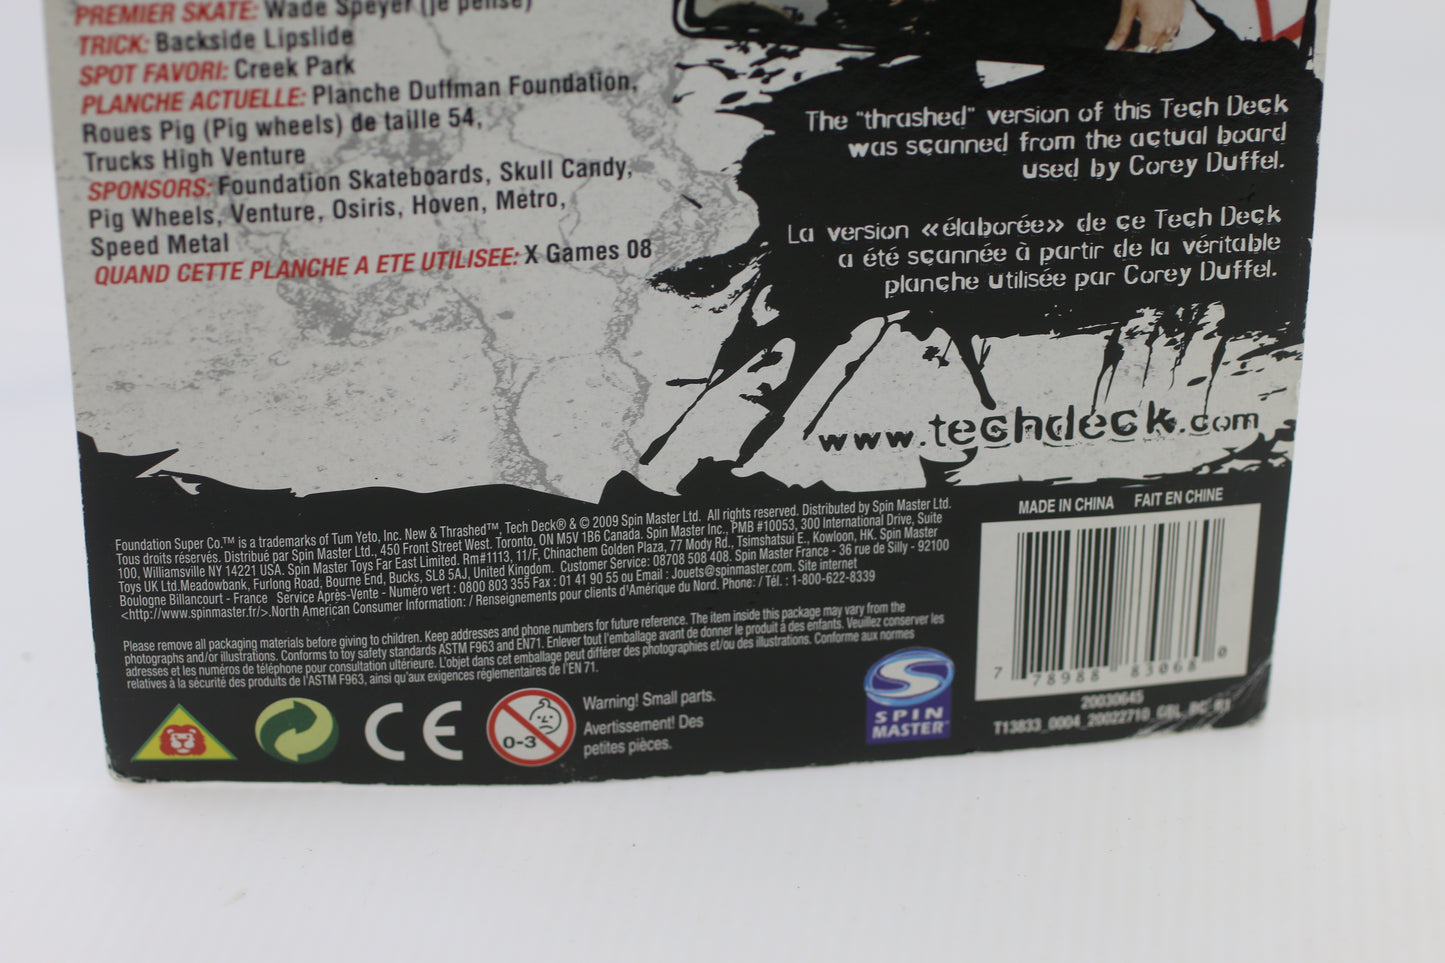 PREMIER SKATE: Wade Speyer (je pense)
TRICK: Backside Lipslide
SPOT FAVORI: Creek Park
PLANCHE ACTUELLE: Planche Duffman Foundation,
Roues Pig (Pig wheels) de taille 54,
Trucks High Venture
SPONSORS: Foundation Skateboards, Skull Candy,
Pig Wheels, Venture, Osiris, Hoven, Metro,
Speed Metal
QUAND CETTE PLANCHE A ETE UTILISEE: X Games 08
The "thrashed" version of this Tech Deck
was scanned from the actual board
used by Corey Duffel.
La version «élaborée» de ce Tech Deck
a été scannée à partir de la véritable
planche utilisée par Corey Duffel.
www.techdeck.com
Foundation Super Co.™ is a trademarks of Tum Yeto, Inc. New & Thrashed™, Tech Deck® & © 2009 Spin Master Ltd. All rights reserved. Distributed by Spin Master Ltd.
Tous droits réservés. Distribué par Spin Master Ltd., 450 Front Street West. Toronto, ON M5V 1B6 Canada. Spin Master Inc., PMB #10053, 300 International Drive, Suite
100, Williamsville NY 14221 USA. Spin Master Toys Far East Limited. Rm#1113, 11/F, Chinachem Golden Plaza, 77 Mody Rd., Tsimshatsui E., Kowloon, HK. Spin Master
Toys UK Ltd.Meadowbank, Furlong Road, Bourne End, Bucks, SL8 5AJ, United Kingdom. Customer Service: 08708 508 408. Spin Master France - 36 rue de Silly - 92100
Boulogne Billancourt - France Service Après-Vente - Numéro vert : 0800 803 355 Fax : 01 41 90 55 ou Email : Jouets@spinmaster.com. Site internet
<http://www.spinmaster.fr/>.North American Consumer Information: / Renseignements pour clients d'Amérique du Nord. Phone: / Tél. : 1-800-622-8339
Please remove all packaging materials before giving to children. Keep addresses and phone numbers for future reference. The item inside this package may vary from the
photographs and/or illustrations. Conforms to toy safety standards ASTM F963 and EN71. Enlever tout l'emballage avant de donner le produit à des enfants. Veuillez conserver les
adresses et les numéros de téléphone pour consultation ultérieure. L'objet dans cet emballage peut différer des photographies et/ou des illustrations. Conforme aux normes
relatives à la sécurité des produits de l'ASTM F963, ainsi qu'aux exigences réglementaires de l'EN 71.
CE
0-3
Warning! Small parts.
Avertissement! Des
petites pièces.
SPIN
MASTER™
MADE IN CHINA FAIT EN CHINE
7 78988 83068 0
20030645
T13833_0004_20022710_GBL_BC_R1